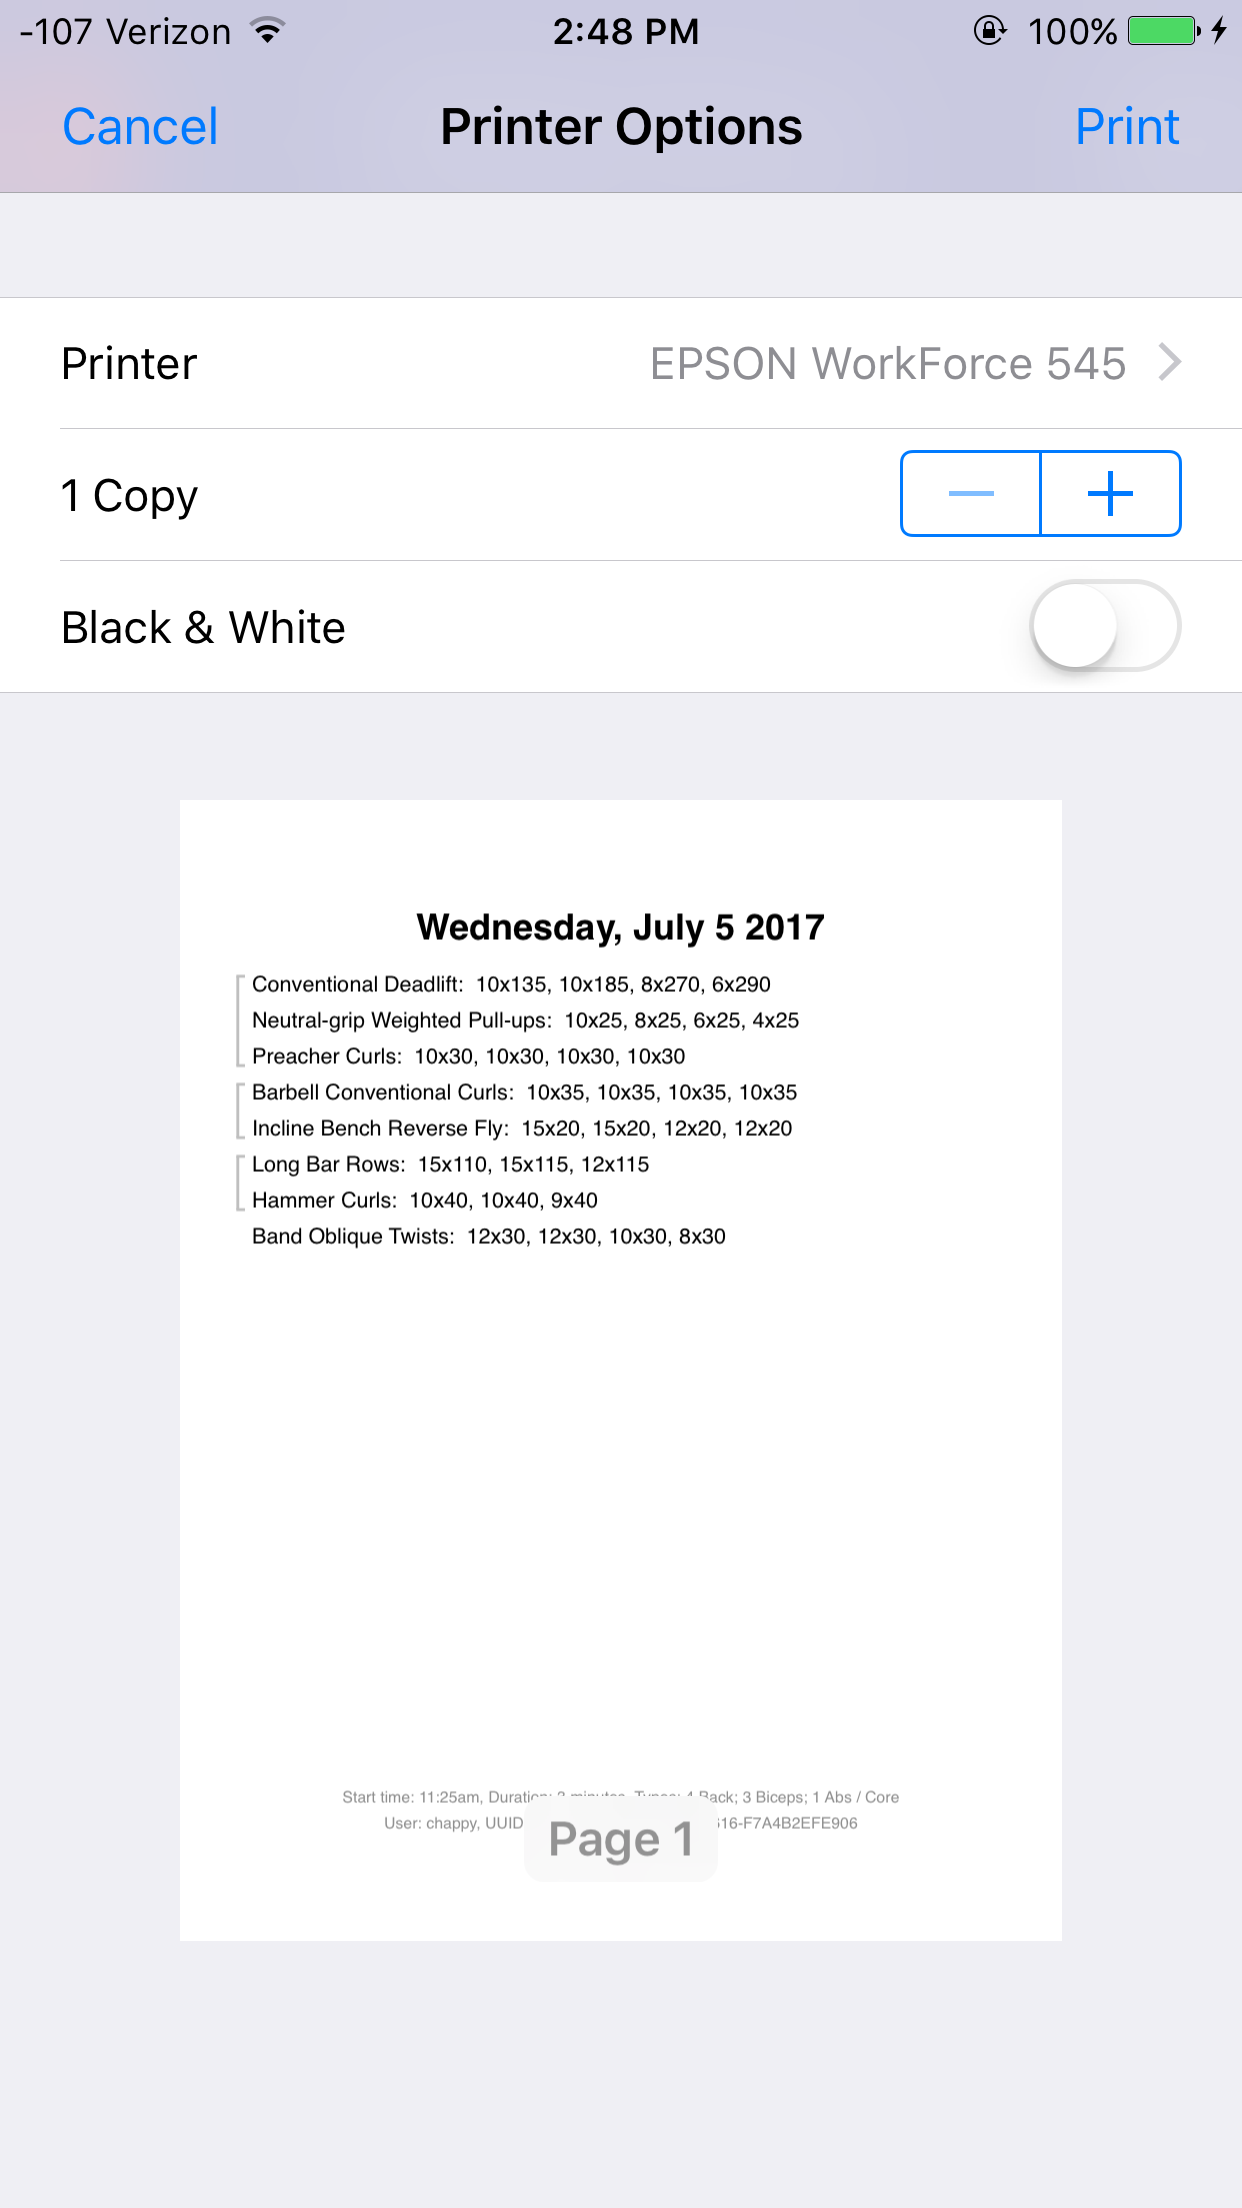 -107 Verizon 2:48 PM 100%
Cancel Printer Options Print
Printer EPSON WorkForce 545
1 Copy
Black & White
Wednesday, July 5 2017
Conventional Deadlift: 10x135, 10x185, 8x270, 6x290
Neutral-grip Weighted Pull-ups: 10x25, 8x25, 6x25, 4x25
Preacher Curls: 10x30, 10x30, 10x30, 10x30
Barbell Conventional Curls: 10x35, 10x35, 10x35, 10x35
Incline Bench Reverse Fly: 15x20, 15x20, 12x20, 12x20
Long Bar Rows: 15x110, 15x115, 12x115
Hammer Curls: 10x40, 10x40, 9x40
Band Oblique Twists: 12x30, 12x30, 10x30, 8x30
Start time: 11:25am, Duration: minutes, Types: 4 Back; 3 Biceps; 1 Abs / Core
User: chappy, UUID 16-F7A4B2EFE906
Page 1